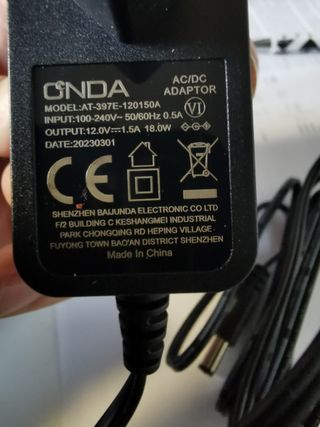 ONDA
AC/DC
ADAPTOR
MODEL:AT-397E-120150A
VI
INPUT:100-240V~ 50/60Hz 0.5A
OUTPUT:12.0V⎓1.5A 18.0W
DATE:20230301
CE
SHENZHEN BAIJUNDA ELECTRONIC CO LTD
F/2 BUILDING C KESHANGMEI INDUSTRIAL
PARK CHONGQING RD HEPING VILLAGE
FUYONG TOWN BAO'AN DISTRICT SHENZHEN
Made In China